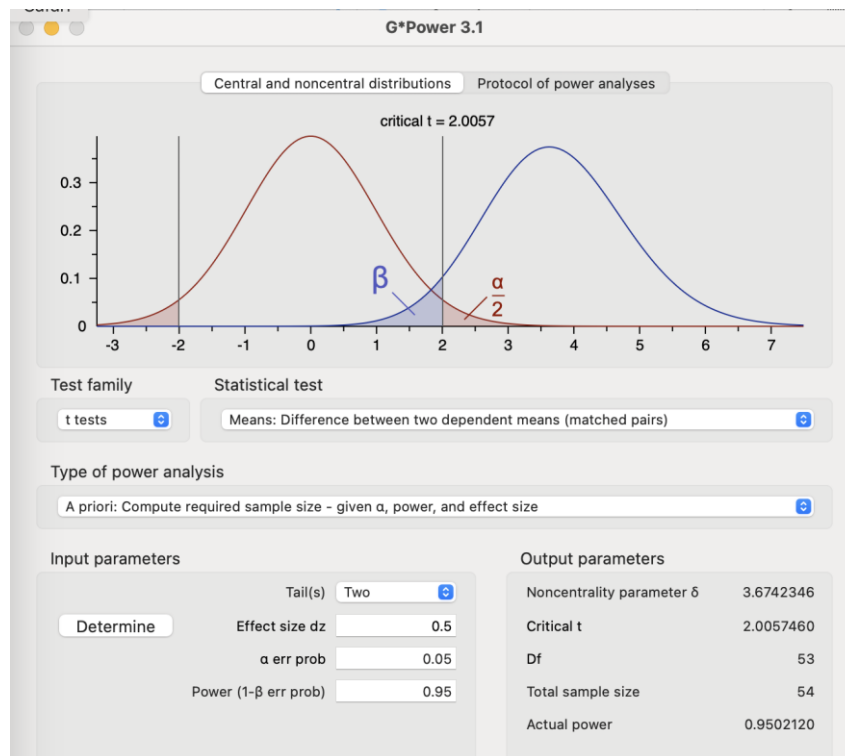 Safari
G*Power 3.1
Central and noncentral distributions Protocol of power analyses
critical t = 2.0057
0.3
0.2
0.1
0
β
α
2
-3 -2 -1 0 1 2 3 4 5 6 7
Test family Statistical test
t tests Means: Difference between two dependent means (matched pairs)
Type of power analysis
A priori: Compute required sample size - given α, power, and effect size
Input parameters Output parameters
Tail(s) Two Noncentrality parameter δ 3.6742346
Determine Effect size dz 0.5 Critical t 2.0057460
α err prob 0.05 Df 53
Power (1-β err prob) 0.95 Total sample size 54
Actual power 0.9502120